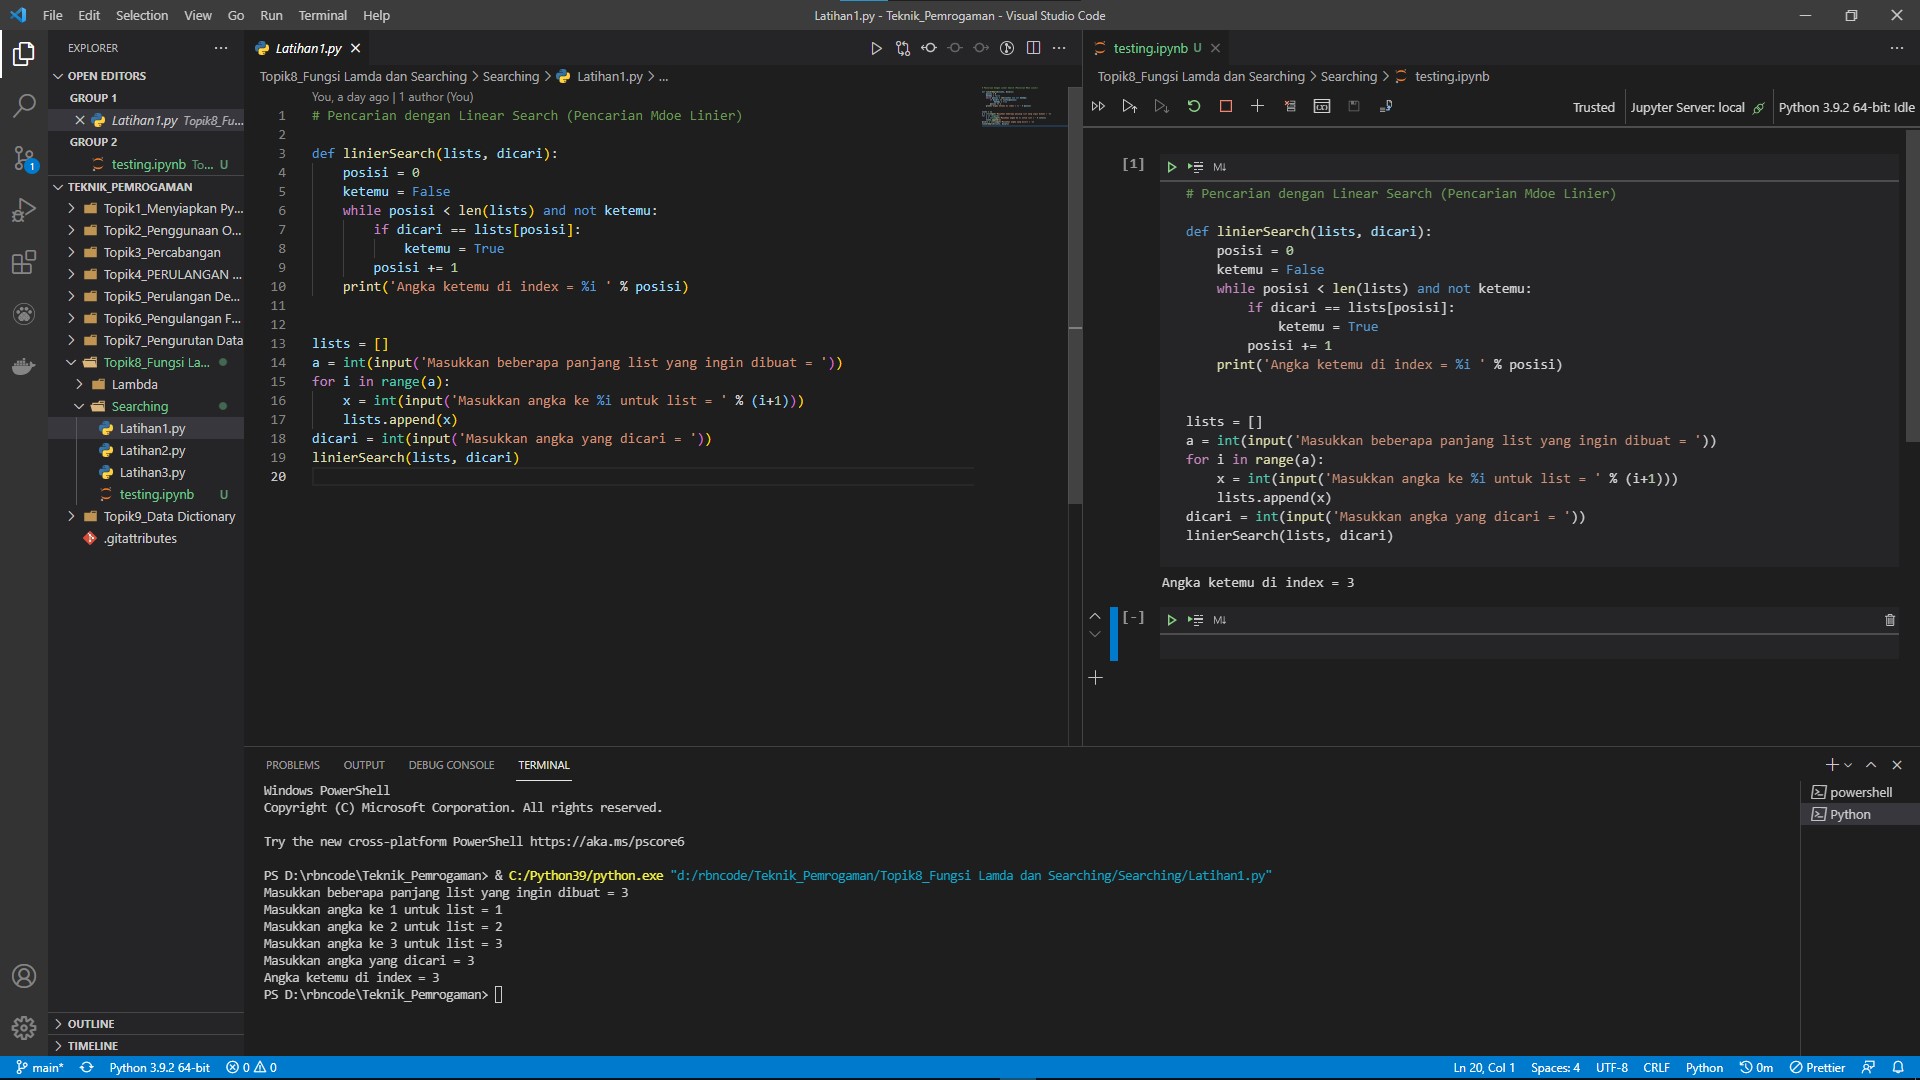 File Edit Selection View Go Run Terminal Help
Latihan1.py - Teknik_Pemrogaman - Visual Studio Code
EXPLORER
OPEN EDITORS
GROUP 1
Latihan1.py Topik8_Fu...
GROUP 2
testing.ipynb To... U
TEKNIK_PEMROGAMAN
Topik1_Menyiapkan Py...
Topik2_Penggunaan O...
Topik3_Percabangan
Topik4_PERULANGAN ...
Topik5_Perulangan De...
Topik6_Pengulangan F...
Topik7_Pengurutan Data
Topik8_Fungsi La...
Lambda
Searching
Latihan1.py
Latihan2.py
Latihan3.py
testing.ipynb U
Topik9_Data Dictionary
.gitattributes
OUTLINE
TIMELINE
1
Latihan1.py
Topik8_Fungsi Lamda dan Searching > Searching > Latihan1.py > ...
You, a day ago | 1 author (You)
1 # Pencarian dengan Linear Search (Pencarian Mdoe Linier)
2
3 def linierSearch(lists, dicari):
4 posisi = 0
5 ketemu = False
6 while posisi < len(lists) and not ketemu:
7 if dicari == lists[posisi]:
8 ketemu = True
9 posisi += 1
10 print('Angka ketemu di index = %i ' % posisi)
11
12
13 lists = []
14 a = int(input('Masukkan beberapa panjang list yang ingin dibuat = '))
15 for i in range(a):
16 x = int(input('Masukkan angka ke %i untuk list = ' % (i+1)))
17 lists.append(x)
18 dicari = int(input('Masukkan angka yang dicari = '))
19 linierSearch(lists, dicari)
20
testing.ipynb U
Topik8_Fungsi Lamda dan Searching > Searching > testing.ipynb
Trusted Jupyter Server: local Python 3.9.2 64-bit: Idle
[1]
M↓
# Pencarian dengan Linear Search (Pencarian Mdoe Linier)
def linierSearch(lists, dicari):
posisi = 0
ketemu = False
while posisi < len(lists) and not ketemu:
if dicari == lists[posisi]:
ketemu = True
posisi += 1
print('Angka ketemu di index = %i ' % posisi)
lists = []
a = int(input('Masukkan beberapa panjang list yang ingin dibuat = '))
for i in range(a):
x = int(input('Masukkan angka ke %i untuk list = ' % (i+1)))
lists.append(x)
dicari = int(input('Masukkan angka yang dicari = '))
linierSearch(lists, dicari)
Angka ketemu di index = 3
[-]
M↓
PROBLEMS OUTPUT DEBUG CONSOLE TERMINAL
Windows PowerShell
Copyright (C) Microsoft Corporation. All rights reserved.
Try the new cross-platform PowerShell https://aka.ms/pscore6
PS D:\rbncode\Teknik_Pemrogaman> & C:/Python39/python.exe "d:/rbncode/Teknik_Pemrogaman/Topik8_Fungsi Lamda dan Searching/Searching/Latihan1.py"
Masukkan beberapa panjang list yang ingin dibuat = 3
Masukkan angka ke 1 untuk list = 1
Masukkan angka ke 2 untuk list = 2
Masukkan angka ke 3 untuk list = 3
Masukkan angka yang dicari = 3
Angka ketemu di index = 3
PS D:\rbncode\Teknik_Pemrogaman>
powershell
Python
main* Python 3.9.2 64-bit 0 0
Ln 20, Col 1 Spaces: 4 UTF-8 CRLF Python 0m Prettier